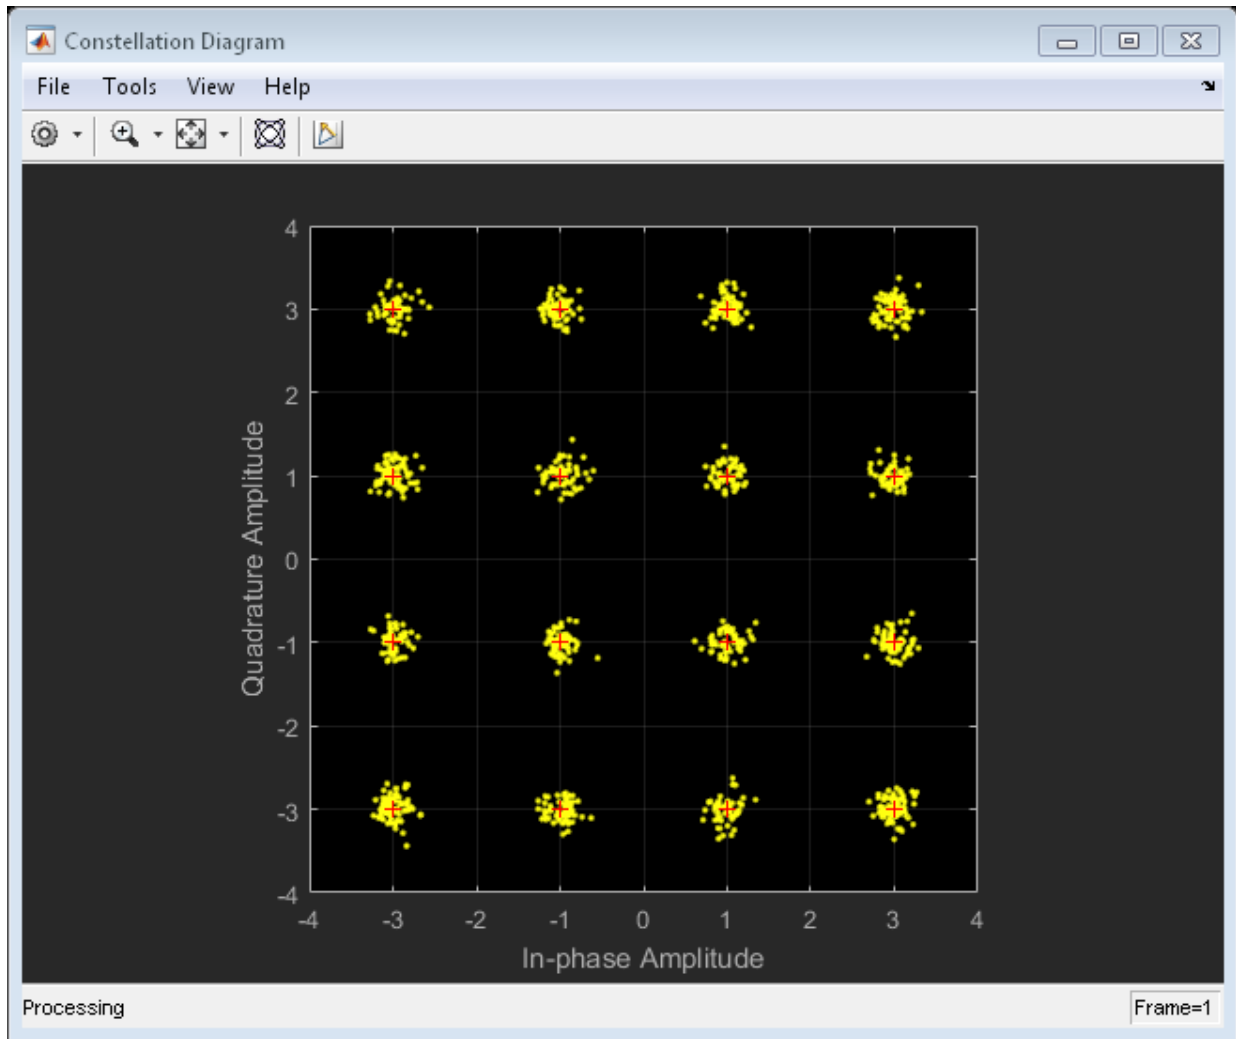 Constellation Diagram
File Tools View Help
4
3
2
1
0
-1
-2
-3
-4
Quadrature Amplitude
-4 -3 -2 -1 0 1 2 3 4
In-phase Amplitude
Processing Frame=1